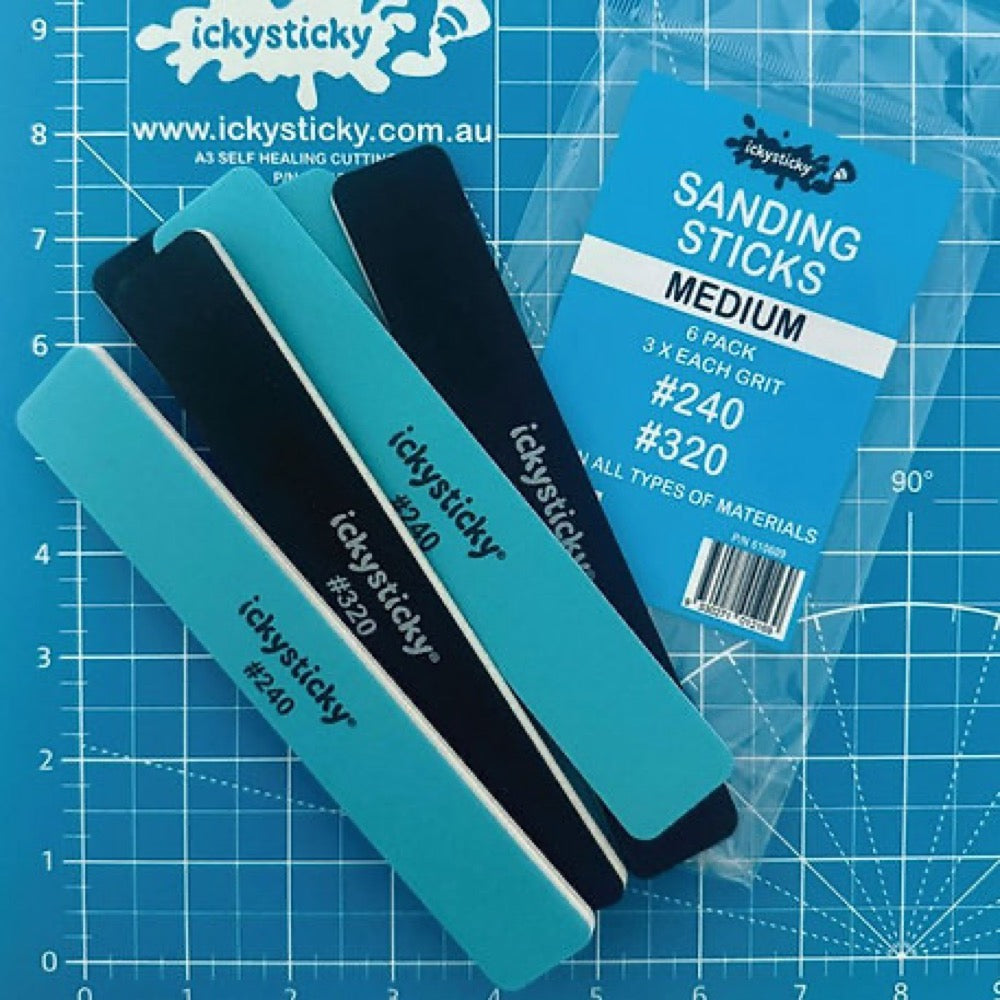 ickysticky
www.ickysticky.com.au
A3 SELF HEALING CUTTING
P/N
ickysticky
SANDING
STICKS
MEDIUM
6 PACK
3 X EACH GRIT
#240
#320
ALL TYPES OF MATERIALS
P/N 610609
ickysticky®
ickysticky®
#240
ickysticky®
#320
ickysticky®
#240
90°
9
8
7
6
4
3
2
1
0
0
1
2
3
4
5
6
7
8
9